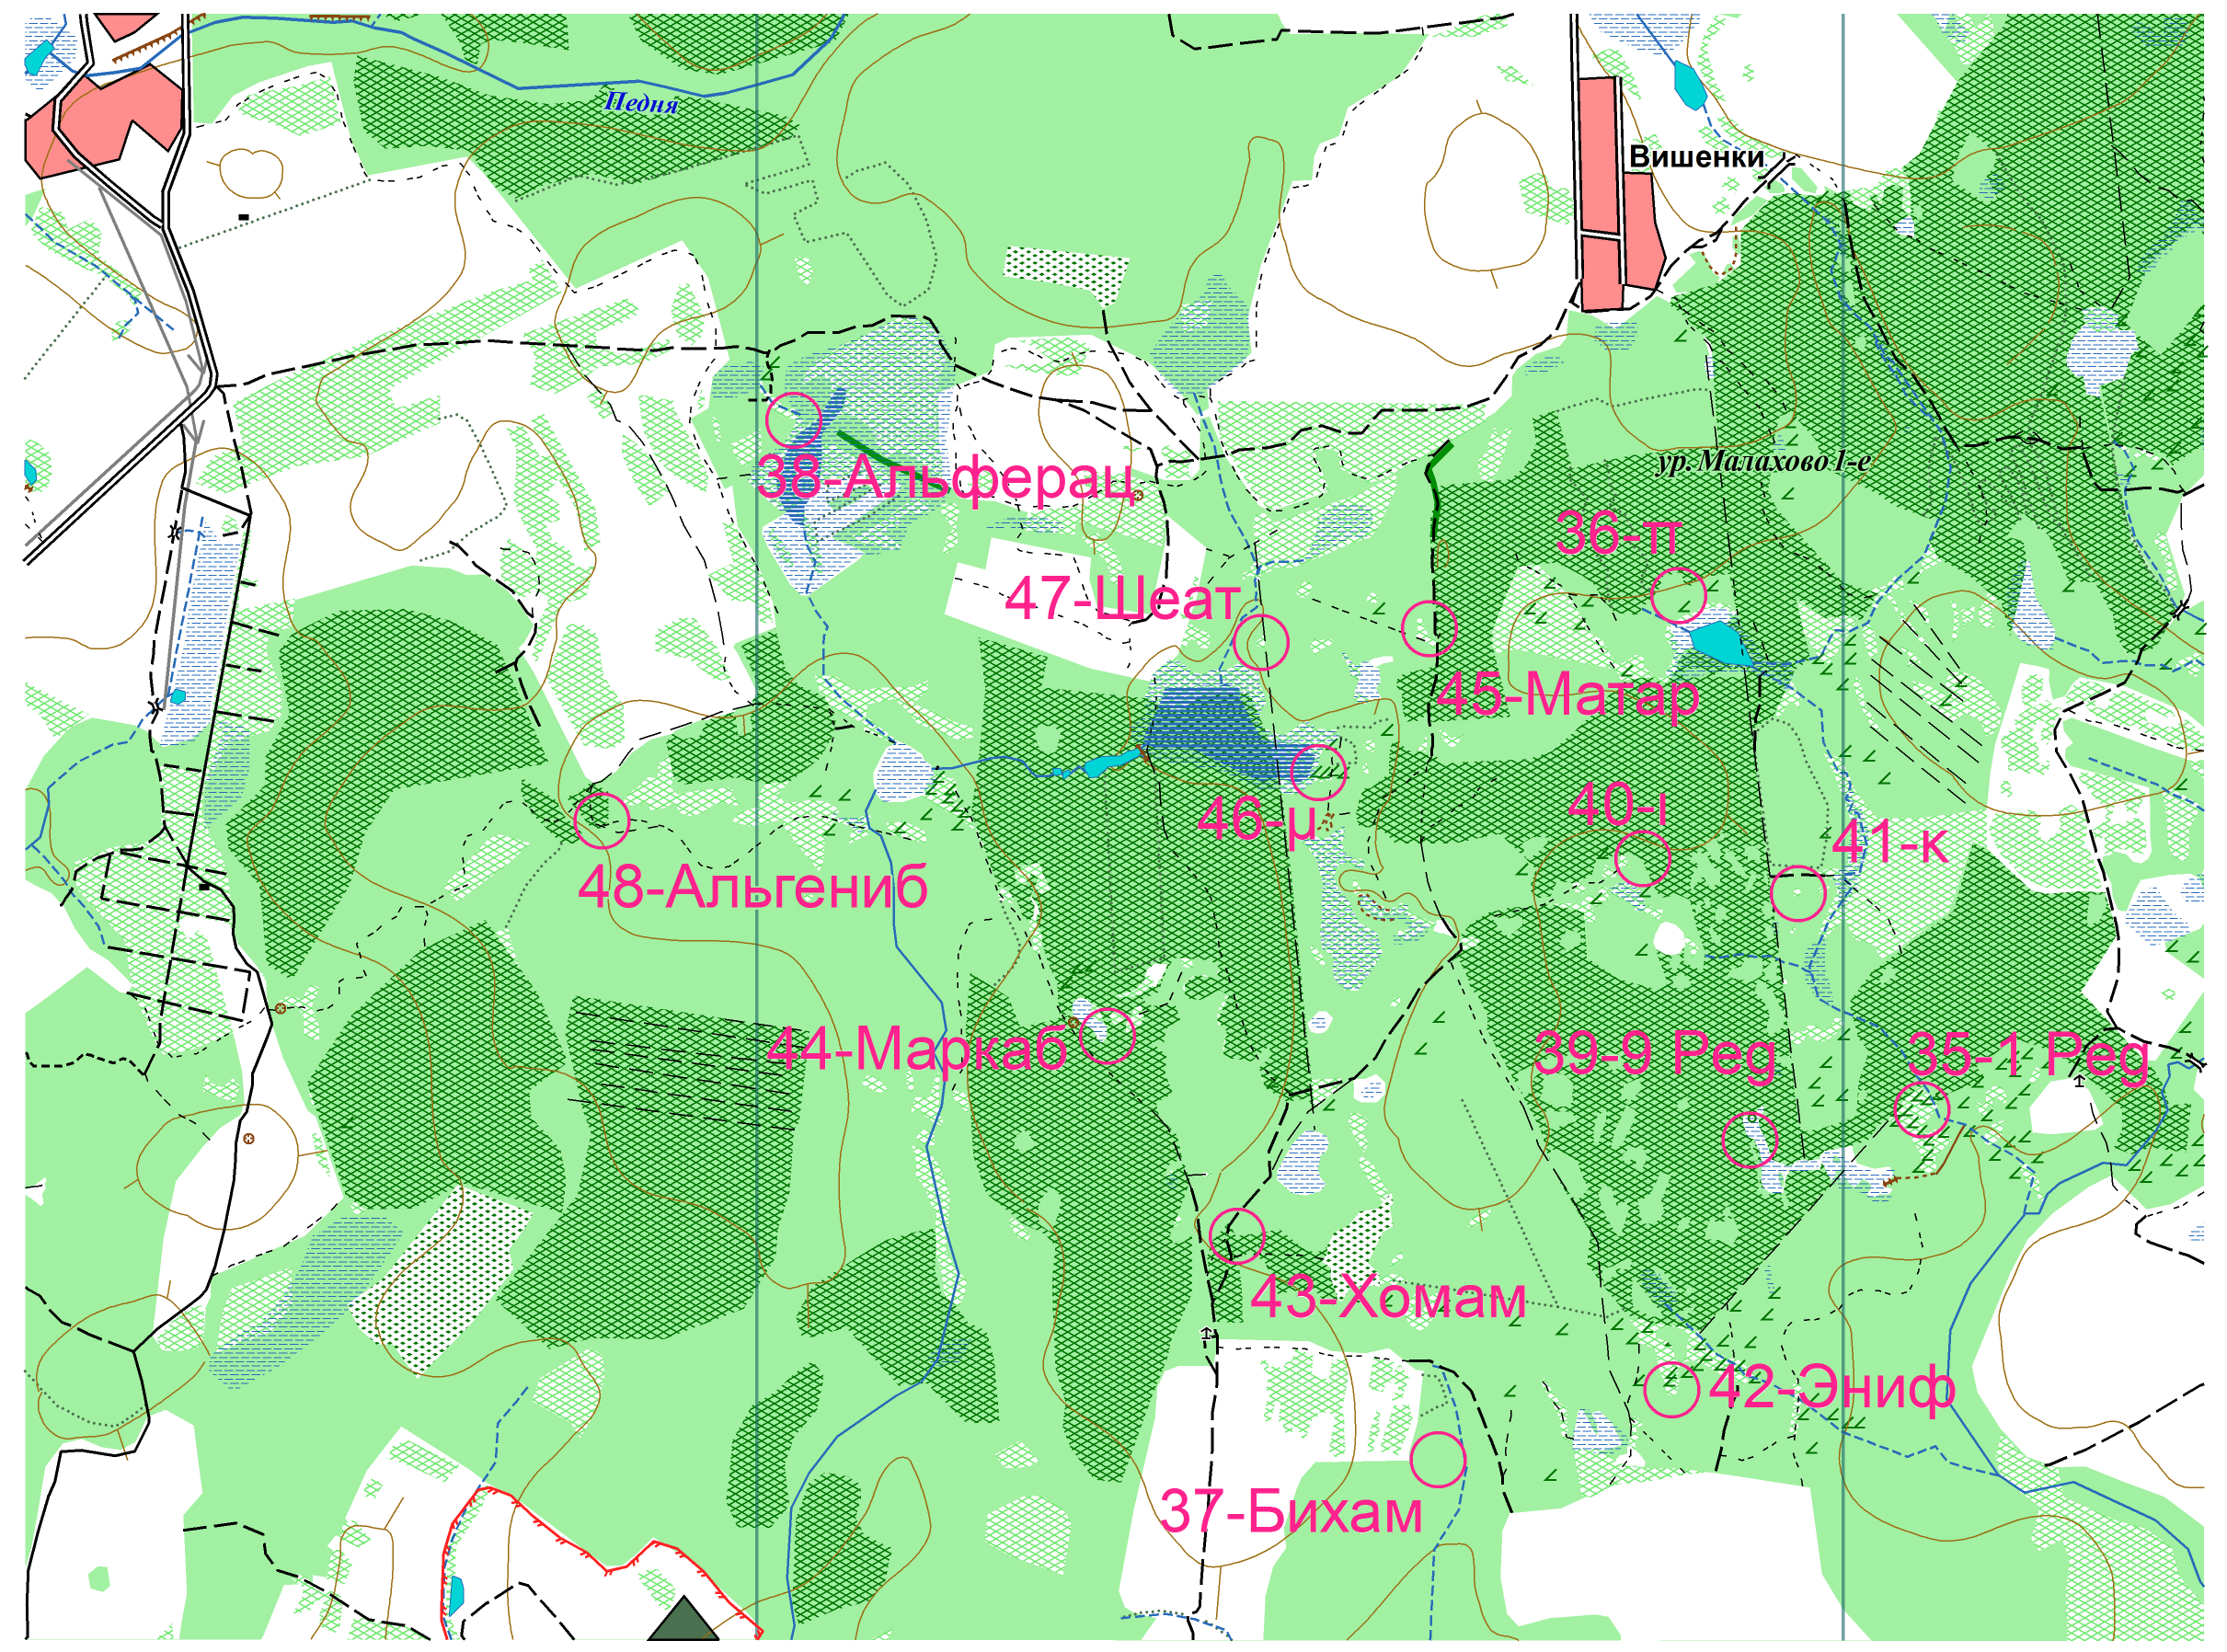 Педня
Вишенки
ур. Малахово 1-е
38-Альферац
36-π
47-Шеат
45-Матар
46-μ
40-ι
41-κ
48-Альгениб
44-Маркаб
39-9 Peg
35-1 Peg
43-Хомам
42-Эниф
37-Бихам